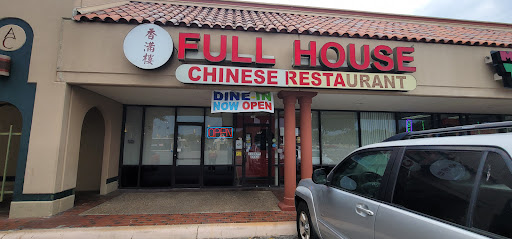 香滿樓
FULL HOUSE
CHINESE RESTAURANT
DINE IN
NOW OPEN
OPEN